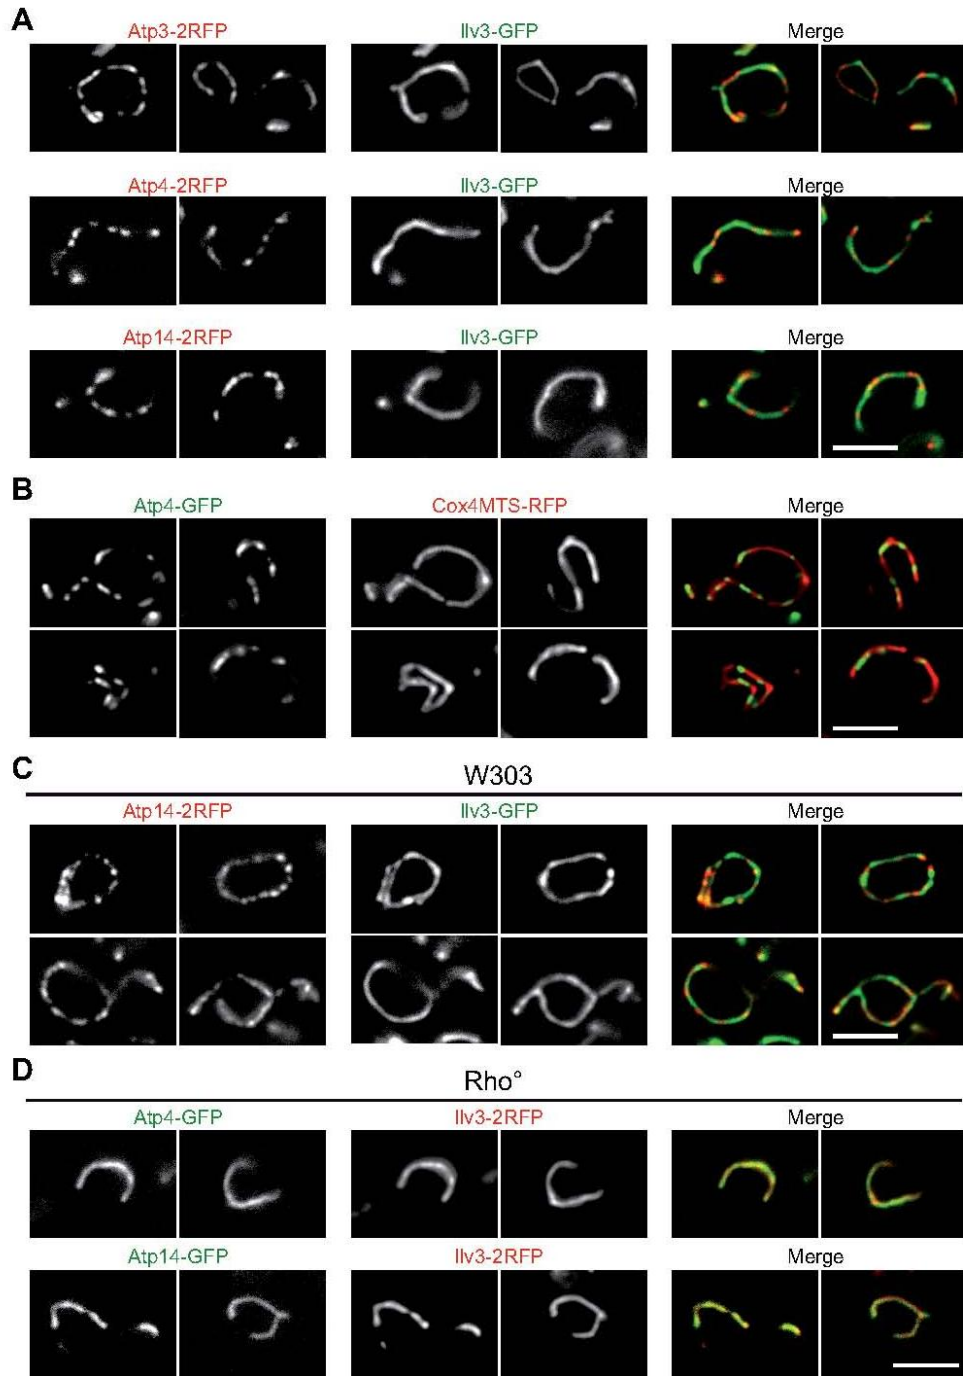 A
Atp3-2RFP Ilv3-GFP Merge
Atp4-2RFP Ilv3-GFP Merge
Atp14-2RFP Ilv3-GFP Merge
B
Atp4-GFP Cox4MTS-RFP Merge
C
W303
Atp14-2RFP Ilv3-GFP Merge
D
Rho°
Atp4-GFP Ilv3-2RFP Merge
Atp14-GFP Ilv3-2RFP Merge